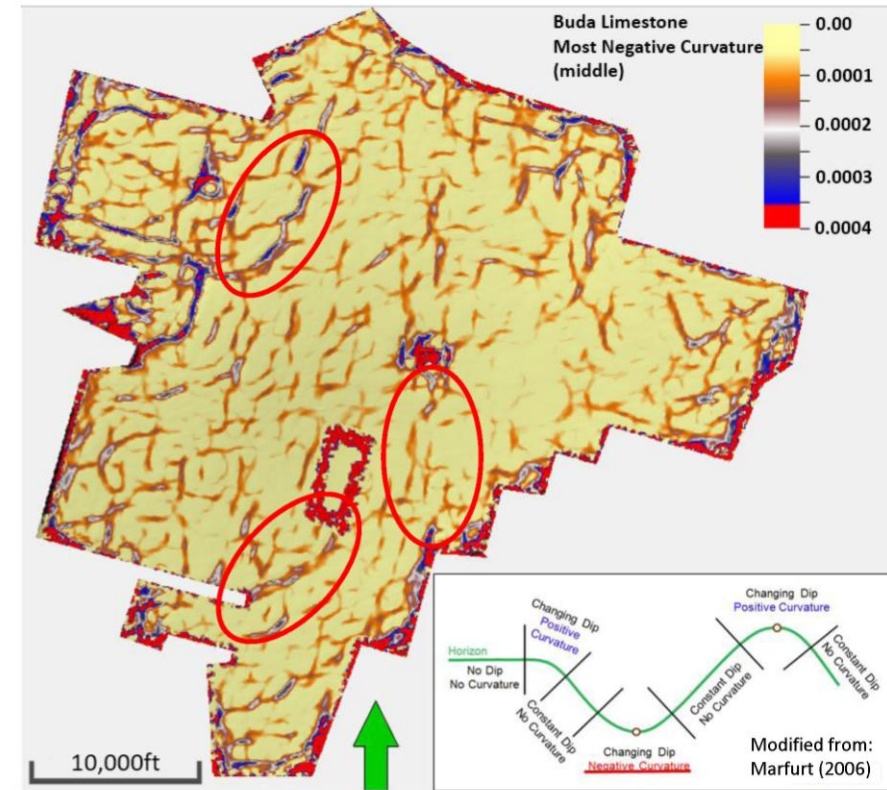 Buda Limestone
Most Negative Curvature
(middle)
0.00
0.0001
0.0002
0.0003
0.0004
10,000ft
Horizon
No Dip
No Curvature
Changing Dip
Positive
Curvature
Constant Dip
No Curvature
Changing Dip
Negative Curvature
Constant Dip
No Curvature
Changing Dip
Positive Curvature
Constant Dip
No Curvature
Modified from:
Marfurt (2006)